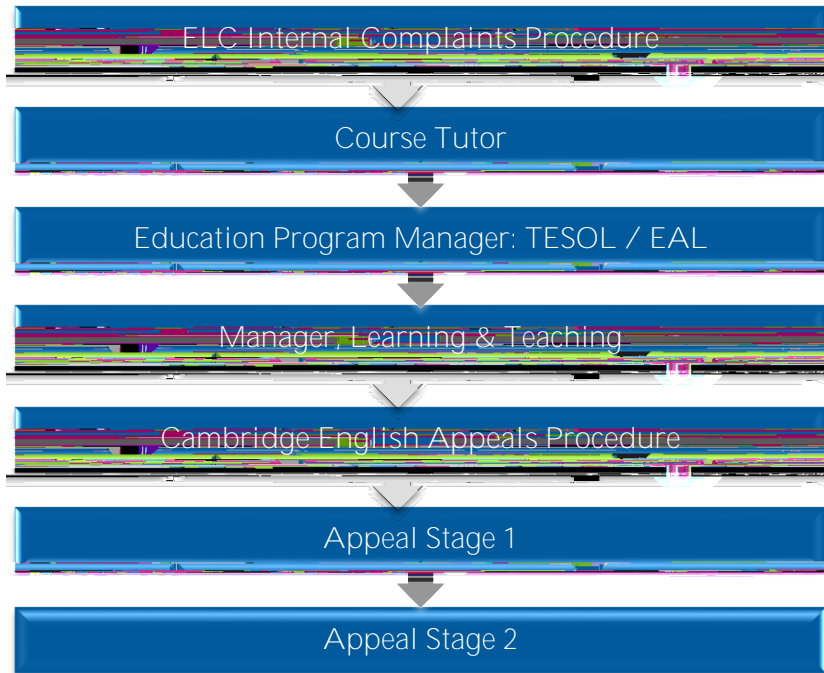 ELC Internal Complaints Procedure
Course Tutor
Education Program Manager: TESOL / EAL
Manager, Learning & Teaching
Cambridge English Appeals Procedure
Appeal Stage 1
Appeal Stage 2